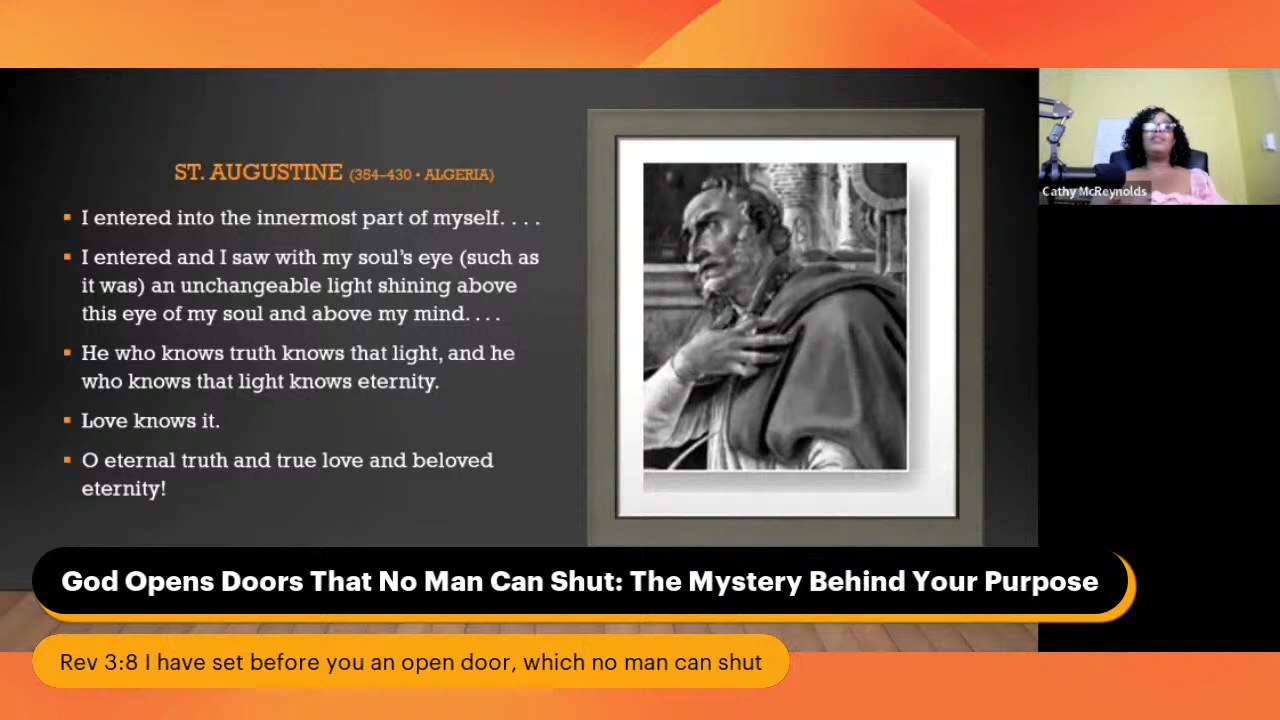 ST. AUGUSTINE (354–430 • ALGERIA)
▪ I entered into the innermost part of myself. . . .
▪ I entered and I saw with my soul's eye (such as
it was) an unchangeable light shining above
this eye of my soul and above my mind. . . .
▪ He who knows truth knows that light, and he
who knows that light knows eternity.
▪ Love knows it.
▪ O eternal truth and true love and beloved
eternity!
Cathy McReynolds
God Opens Doors That No Man Can Shut: The Mystery Behind Your Purpose
Rev 3:8 I have set before you an open door, which no man can shut